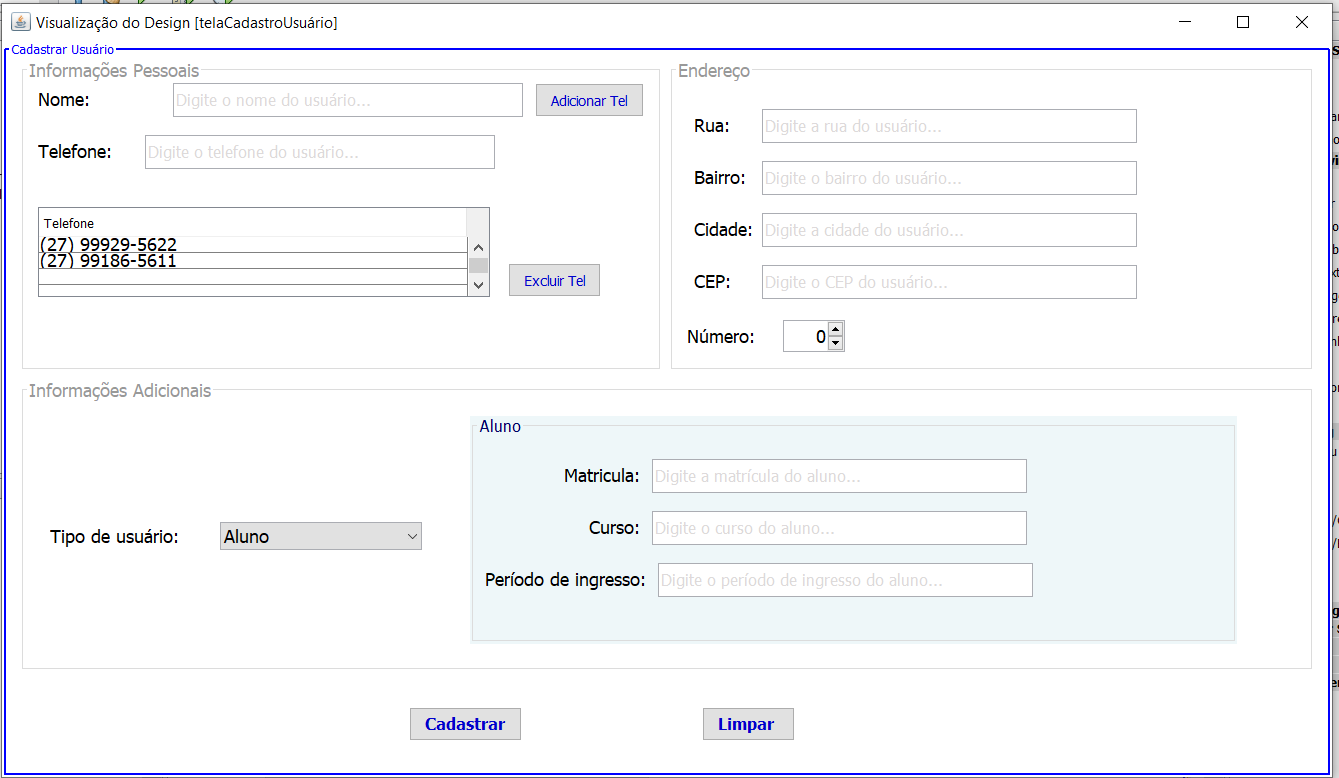 Visualização do Design [telaCadastroUsuário]
Cadastrar Usuário
Informações Pessoais
Nome: Digite o nome do usuário... Adicionar Tel
Telefone: Digite o telefone do usuário...
Telefone
(27) 99929-5622
(27) 99186-5611
Excluir Tel
Endereço
Rua: Digite a rua do usuário...
Bairro: Digite o bairro do usuário...
Cidade: Digite a cidade do usuário...
CEP: Digite o CEP do usuário...
Número: 0
Informações Adicionais
Tipo de usuário: Aluno
Aluno
Matricula: Digite a matrícula do aluno...
Curso: Digite o curso do aluno...
Período de ingresso: Digite o período de ingresso do aluno...
Cadastrar Limpar